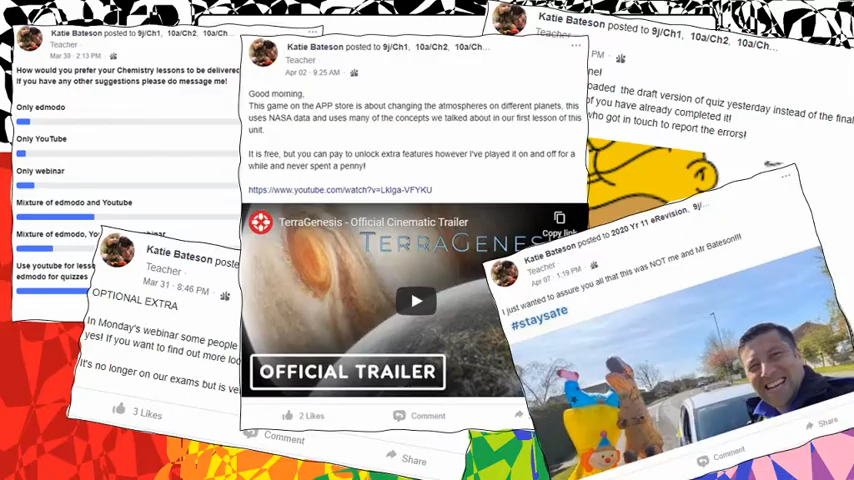 Katie Bateson posted to 9j/Ch1, 10a/Ch2, 10a...
Teacher
Mar 30 · 2:13 PM
How would you prefer your Chemistry lessons to be delivered
If you have any other suggestions please do message me!
Only edmodo
Only YouTube
Only webinar
Mixture of edmodo and Youtube
Mixture of edmodo, You
webinar
Use youtube for less
edmodo for quizzes
Katie Bateson poste
Teacher
Mar 31 · 8:46 PM
OPTIONAL EXTRA
In Monday's webinar some people
yes! If you want to find out more loo
It's no longer on our exams but is ve
3 Likes
Comment
Share
Katie Bateson posted to 9j/Ch1, 10a/Ch2, 10a/Ch...
Teacher
Apr 02 · 9:25 AM
Good morning,
This game on the APP store is about changing the atmospheres on different planets, this
uses NASA data and uses many of the concepts we talked about in our first lesson of this
unit.
It is free, but you can pay to unlock extra features however I've played it on and off for a
while and never spent a penny!
https://www.youtube.com/watch?v=LkIga-VFYKU
TerraGenesis - Official Cinematic Trailer
Copy link
TERRAGENESI
OFFICIAL TRAILER
2 Likes
Comment
Katie Bateson posted to 9j/Ch1, 10a/Ch2, 10a/Ch...
Teacher
PM
ne!
oaded the draft version of quiz yesterday instead of the final
of you have already completed it!
who got in touch to report the errors!
Katie Bateson posted to 2020 Yr 11 eRevision, 9j/...
Teacher
Apr 07 · 1:19 PM
I just wanted to assure you all that this was NOT me and Mr Bateson!!!
#staysafe
Comment
Share